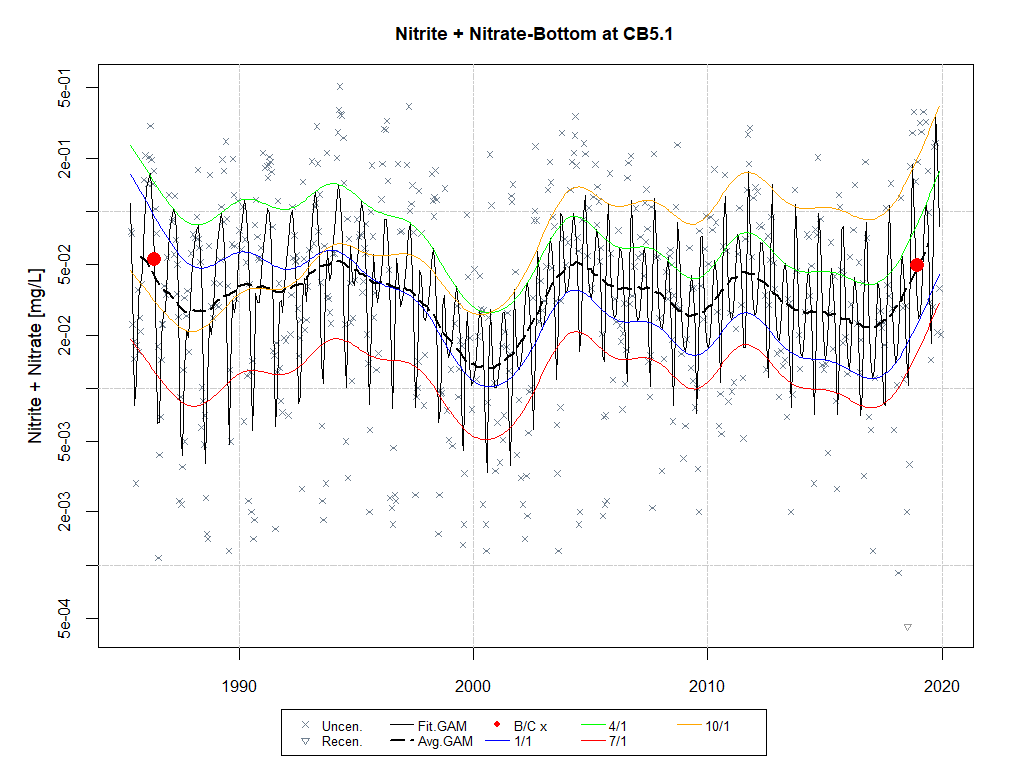 Nitrite + Nitrate-Bottom at CB5.1
Nitrite + Nitrate [mg/L]
5e-01
2e-01
5e-02
2e-02
5e-03
2e-03
5e-04
1990 2000 2010 2020
Uncen. Fit.GAM B/C x 4/1 10/1
Recen. Avg.GAM 1/1 7/1